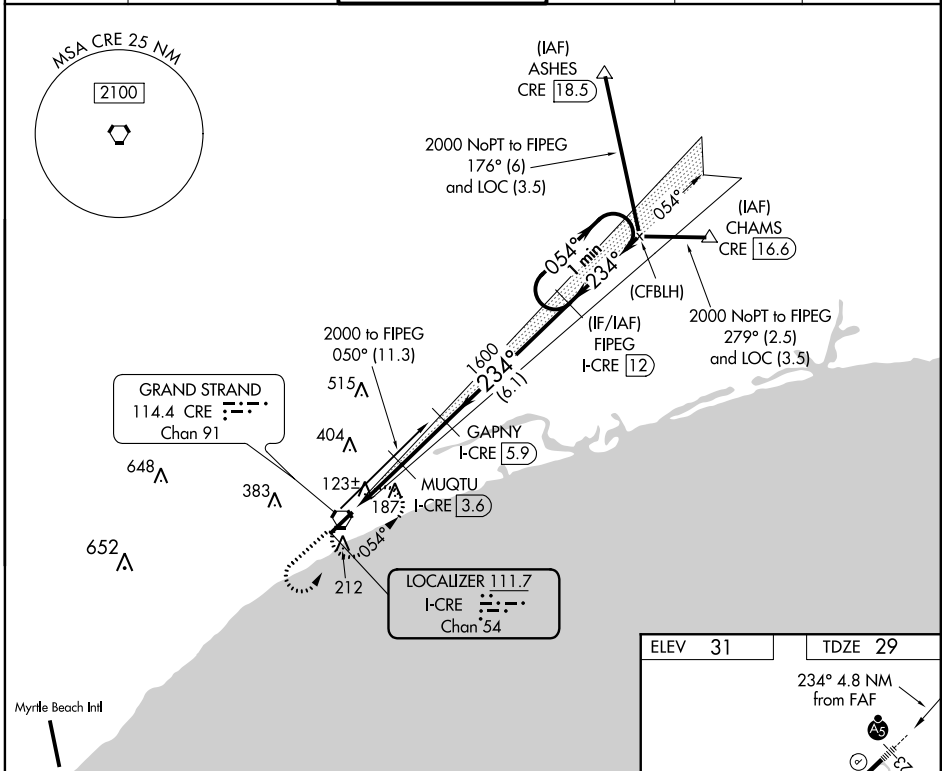 MSA CRE 25 NM
2100
(IAF)
ASHES
CRE 18.5
2000 NoPT to FIPEG
176° (6)
and LOC (3.5)
054°
(IAF)
CHAMS
CRE 16.6
054°
1 min
234°
(CFBLH)
2000 NoPT to FIPEG
279° (2.5)
and LOC (3.5)
(IF/IAF)
FIPEG
I-CRE 12
2000 to FIPEG
050° (11.3)
1600
234°
(6.1)
515
GRAND STRAND
114.4 CRE
Chan 91
404
GAPNY
I-CRE 5.9
648
383
123±
187
MUQTU
I-CRE 3.6
652
054°
212
LOCALIZER 111.7
I-CRE
Chan 54
ELEV 31
TDZE 29
234° 4.8 NM
from FAF
A5
P
23
Myrtle Beach Intl